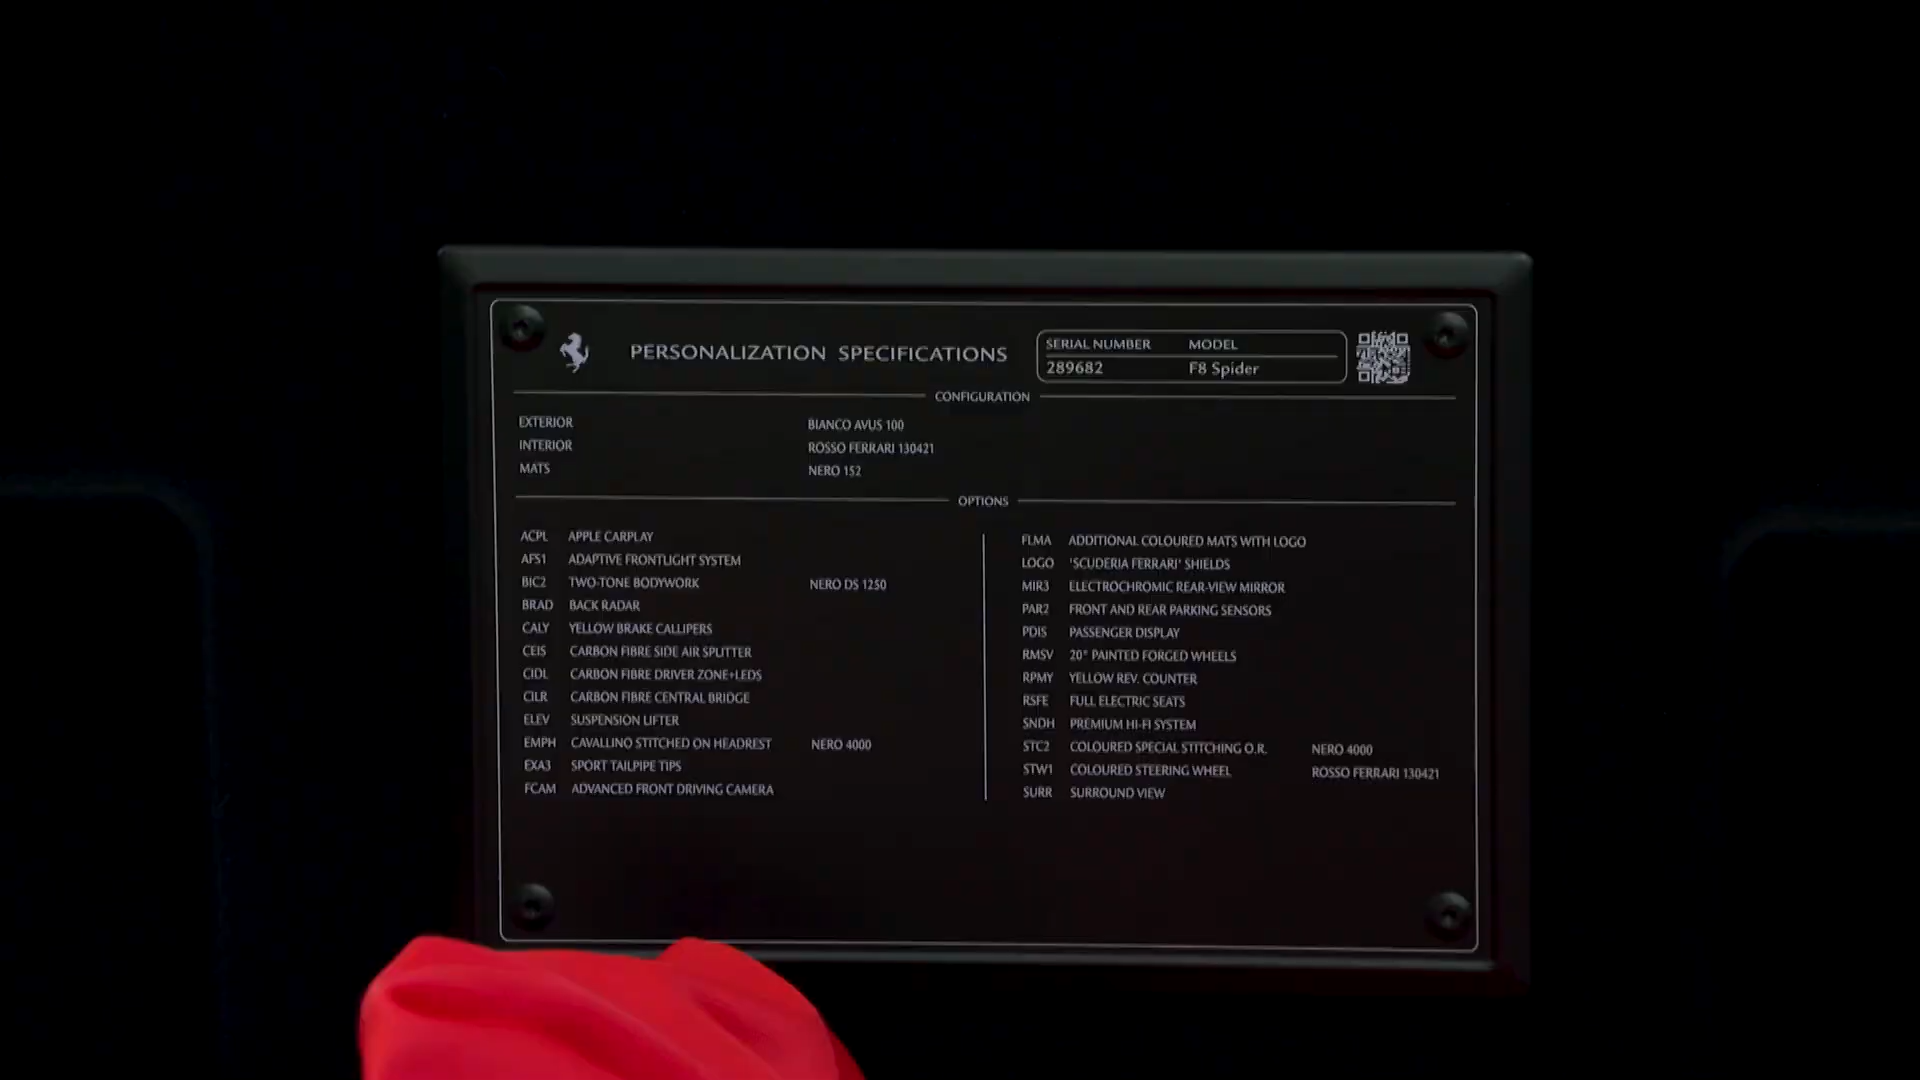 PERSONALIZATION SPECIFICATIONS
SERIAL NUMBER MODEL
289682 F8 Spider
CONFIGURATION
EXTERIOR BIANCO AVUS 100
INTERIOR ROSSO FERRARI 130421
MATS NERO 152
OPTIONS
ACPL APPLE CARPLAY
AFS1 ADAPTIVE FRONTLIGHT SYSTEM
BIC2 TWO-TONE BODYWORK NERO DS 1250
BRAD BACK RADAR
CALY YELLOW BRAKE CALLIPERS
CEIS CARBON FIBRE SIDE AIR SPLITTER
CIDL CARBON FIBRE DRIVER ZONE+LEDS
CILR CARBON FIBRE CENTRAL BRIDGE
ELEV SUSPENSION LIFTER
EMPH CAVALLINO STITCHED ON HEADREST NERO 4000
EXA3 SPORT TAILPIPE TIPS
FCAM ADVANCED FRONT DRIVING CAMERA
FLMA ADDITIONAL COLOURED MATS WITH LOGO
LOGO 'SCUDERIA FERRARI' SHIELDS
MIR3 ELECTROCHROMIC REAR-VIEW MIRROR
PAR2 FRONT AND REAR PARKING SENSORS
PDIS PASSENGER DISPLAY
RMSV 20" PAINTED FORGED WHEELS
RPMY YELLOW REV. COUNTER
RSFE FULL ELECTRIC SEATS
SNDH PREMIUM HI-FI SYSTEM
STC2 COLOURED SPECIAL STITCHING O.R. NERO 4000
STW1 COLOURED STEERING WHEEL ROSSO FERRARI 130421
SURR SURROUND VIEW